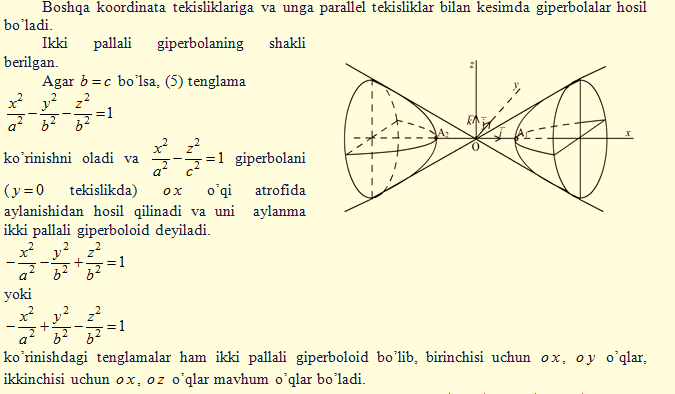 Boshqa koordinata tekisliklariga va unga parallel tekisliklar bilan kesimda giperbolalar hosil
bo’ladi.
Ikki pallali giperbolaning shakli
berilgan.
Agar b = c bo’lsa, (5) tenglama
x²/a² − y²/b² − z²/b² = 1
ko’rinishni oladi va x²/a² − z²/c² = 1 giperbolani
(y = 0 tekislikda) ox o’qi atrofida
aylanishidan hosil qilinadi va uni aylanma
ikki pallali giperboloid deyiladi.
−x²/a² − y²/b² + z²/b² = 1
yoki
−x²/a² + y²/b² − z²/b² = 1
ko’rinishdagi tenglamalar ham ikki pallali giperboloid bo’lib, birinchisi uchun ox, oy o’qlar,
ikkinchisi uchun ox, oz o’qlar mavhum o’qlar bo’ladi.
z
y
A₂
A₁
O
x